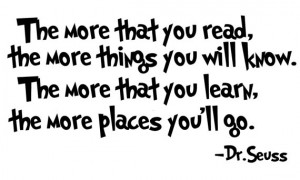 The more that you read,
the more things you will know.
The more that you learn,
the more places you'll go.
-Dr.Seuss